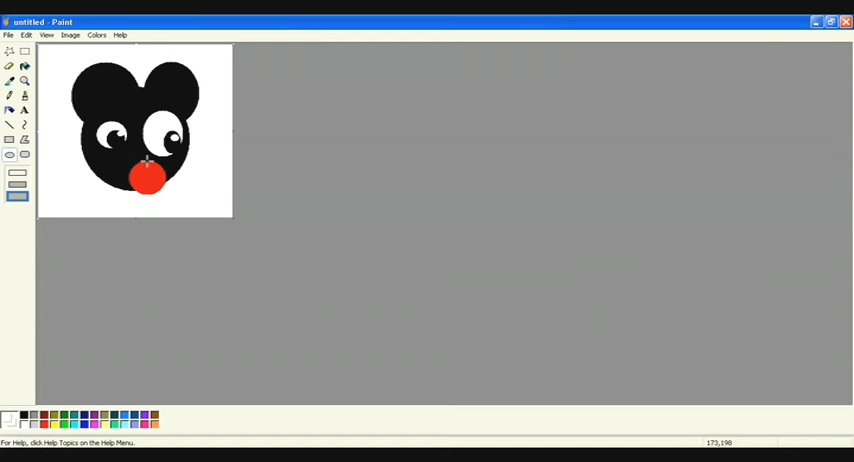 untitled - Paint
File Edit View Image Colors Help
A
For Help, click Help Topics on the Help Menu.
173,198